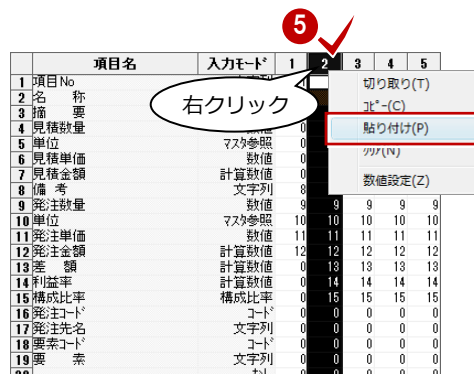 5
項目名 入力モード 1 2 3 4 5
1 項目No
2 名 称
3 摘 要 0
4 見積数量 数値 0
5 単位 マスタ参照 0
6 見積単価 数値 0
7 見積金額 計算数値 0
8 備 考 文字列 8
9 発注数量 数値 9 9 9 9 9
10 単位 マスタ参照 10 10 10 10 10
11 発注単価 数値 11 11 11 11 11
12 発注金額 計算数値 12 12 12 12 12
13 差 額 計算数値 0 13 13 13 13
14 利益率 計算数値 0 14 14 14 14
15 構成比率 構成比率 0 15 15 15 15
16 発注コード コード 0 0 0 0 0
17 発注先名 文字列 0 0 0 0 0
18 要素コード コード 0 0 0 0 0
19 要 素 文字列 0 0 0 0 0
右クリック
切り取り(T)
コピー(C)
貼り付け(P)
クリア(N)
数値設定(Z)